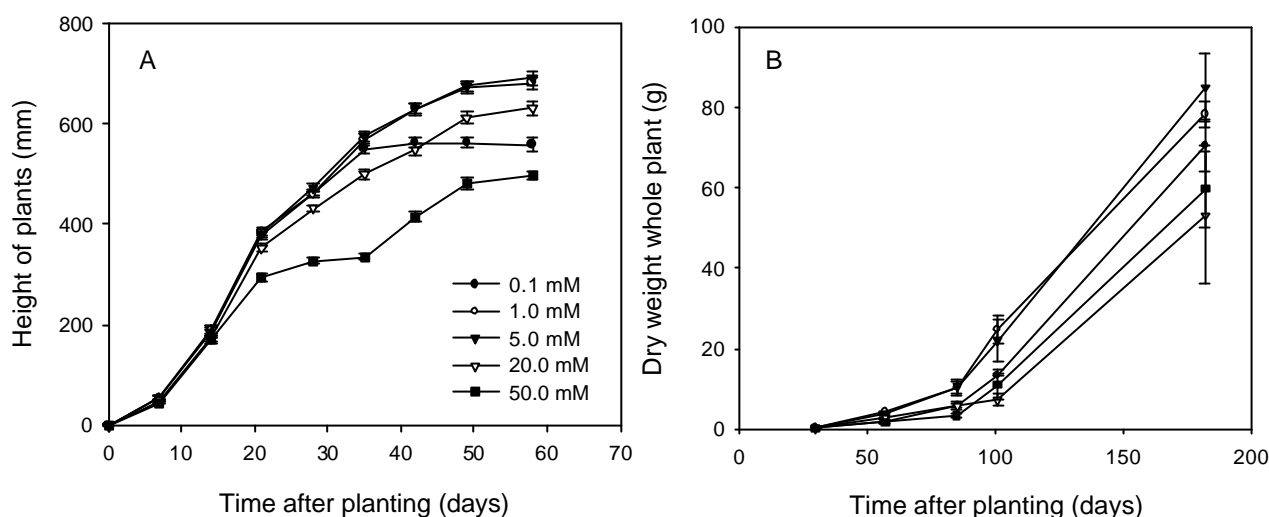 A
Height of plants (mm)
800
600
400
200
0
0 10 20 30 40 50 60 70
Time after planting (days)
0.1 mM
1.0 mM
5.0 mM
20.0 mM
50.0 mM
B
Dry weight whole plant (g)
100
80
60
40
20
0
0 50 100 150 200
Time after planting (days)